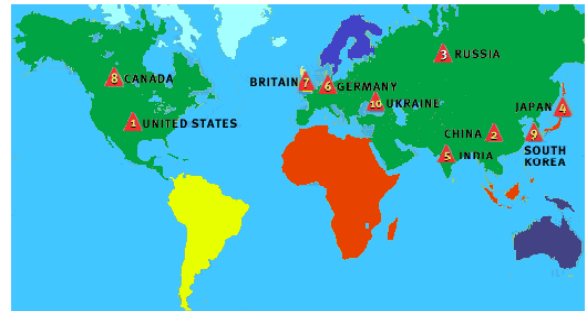 3 RUSSIA
8 CANADA
BRITAIN 7
6 GERMANY
10 UKRAINE
JAPAN 4
1 UNITED STATES
CHINA 2
9
SOUTH
KOREA
5 INDIA